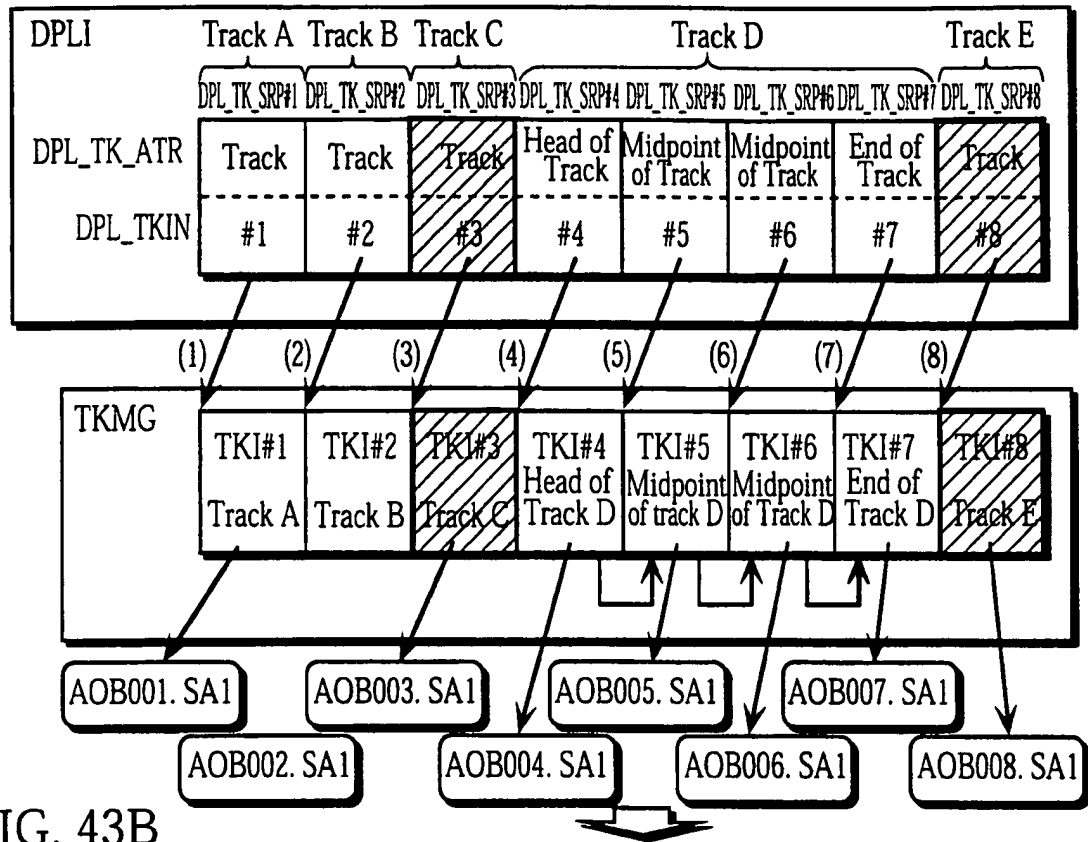 DPLI Track A Track B Track C Track D Track E
DPL_TK_SRP#1 DPL_TK_SRP#2 DPL_TK_SRP#3 DPL_TK_SRP#4 DPL_TK_SRP#5 DPL_TK_SRP#6 DPL_TK_SRP#7 DPL_TK_SRP#8
DPL_TK_ATR Track Track Track Head of Track Midpoint of Track Midpoint of Track End of Track Track
DPL_TKIN #1 #2 #3 #4 #5 #6 #7 #8
(1) (2) (3) (4) (5) (6) (7) (8)
TKMG
TKI#1 TKI#2 TKI#3 TKI#4 TKI#5 TKI#6 TKI#7 TKI#8
Track A Track B Track C Head of Track D Midpoint of track D Midpoint of Track D End of Track D Track E
AOB001. SA1 AOB003. SA1 AOB005. SA1 AOB007. SA1
AOB002. SA1 AOB004. SA1 AOB006. SA1 AOB008. SA1
IG. 43B